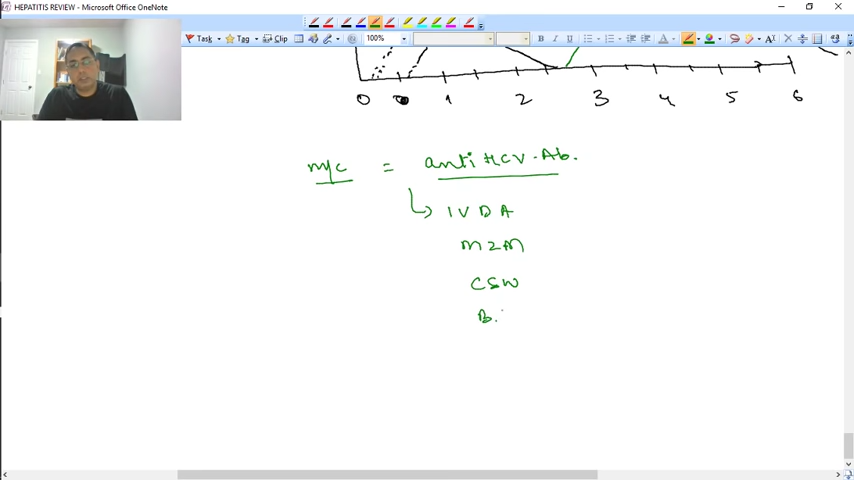 HEPATITIS REVIEW - Microsoft Office OneNote
Task Tag Clip 100% B I U
0 0 1 2 3 4 5 6
m/c = anti HCV-Ab.
IVDA
M2M
CSW
B.